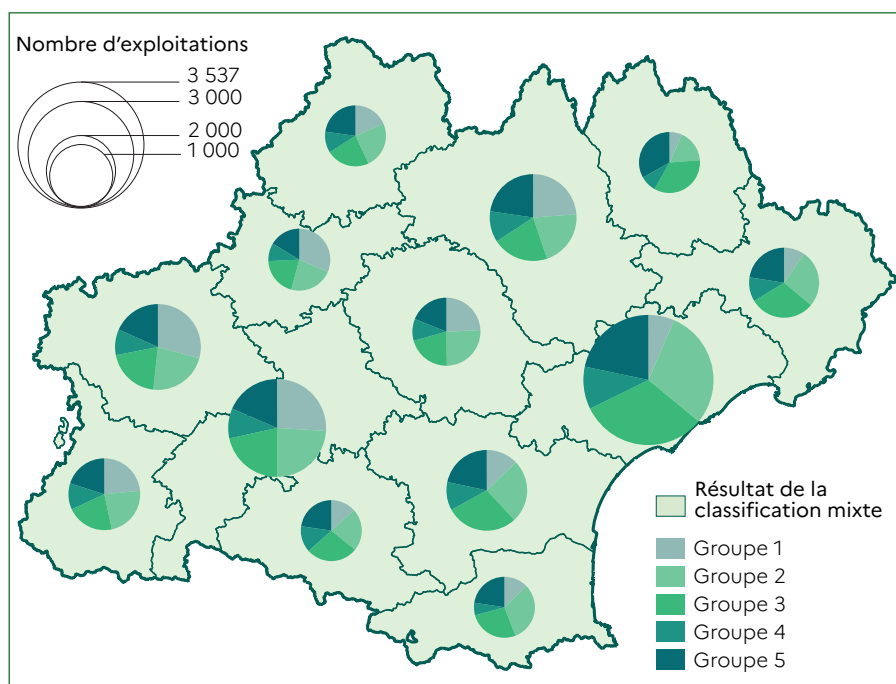 Nombre d'exploitations
3 537
3 000
2 000
1 000
Résultat de la
classification mixte
Groupe 1
Groupe 2
Groupe 3
Groupe 4
Groupe 5